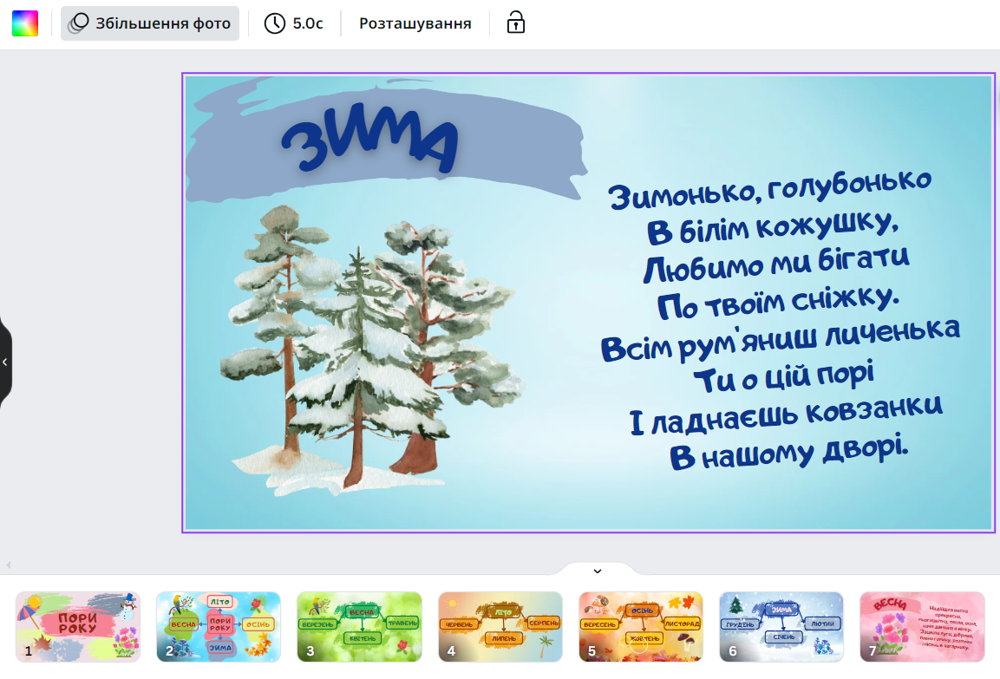 Збільшення фото
5.0с
Розташування
ЗИМА
Зимонько, голубонько
В білім кожушку,
Любимо ми бігати
По твоїм сніжку.
Всім рум'яниш личенька
Ти о цій порі
І ладнаєш ковзанки
В нашому дворі.
ПОРИ
РОКУ
1
ЛІТО
ВЕСНА
ПОРИ
РОКУ
ОСІНЬ
ЗИМА
2
ВЕСНА
БЕРЕЗЕНЬ
ТРАВЕНЬ
КВІТЕНЬ
3
ЛІТО
ЧЕРВЕНЬ
СЕРПЕНЬ
ЛИПЕНЬ
4
ОСІНЬ
ВЕРЕСЕНЬ
ЛИСТОПАД
ЖОВТЕНЬ
5
ЗИМА
ГРУДЕНЬ
ЛЮТИЙ
СІЧЕНЬ
6
ВЕСНА
Надійшла весна
прекрасна,
7